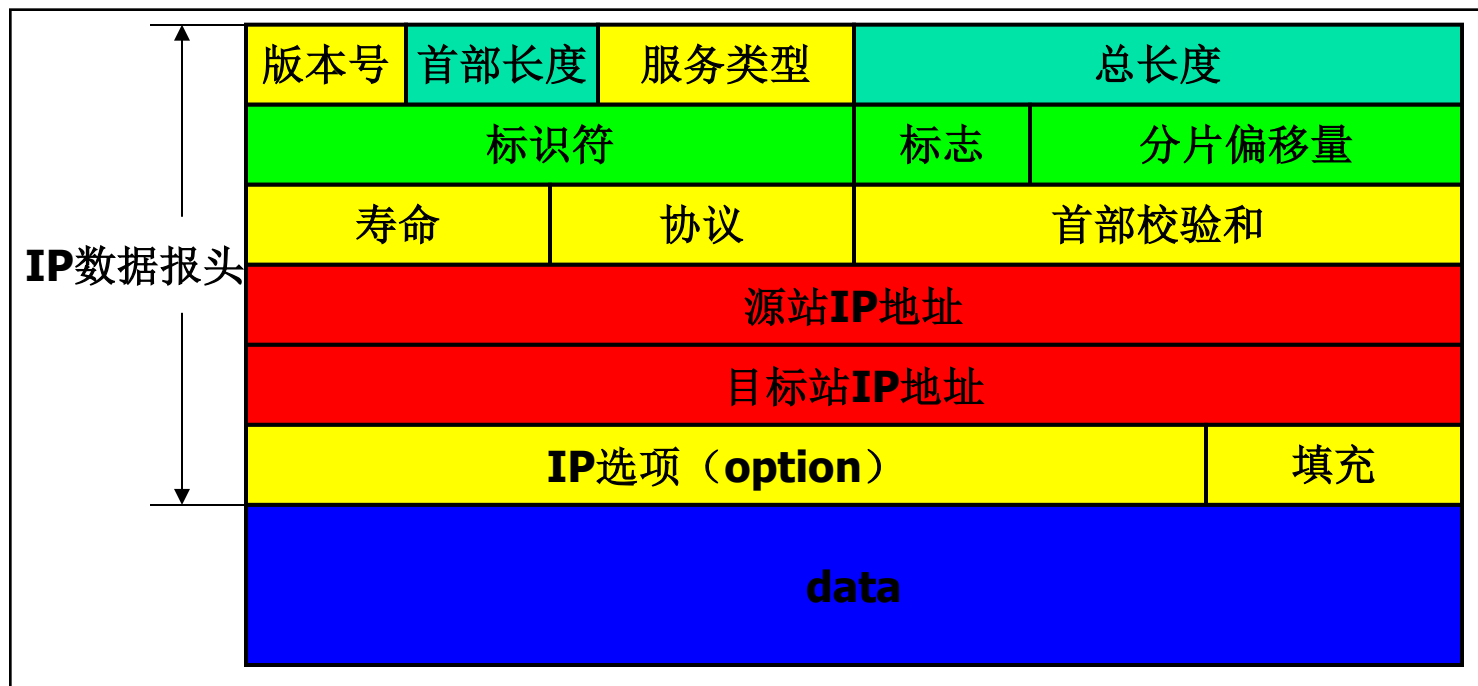 版本号 首部长度 服务类型 总长度
标识符 标志 分片偏移量
寿命 协议 首部校验和
IP数据报头
源站IP地址
目标站IP地址
IP选项（option） 填充
data